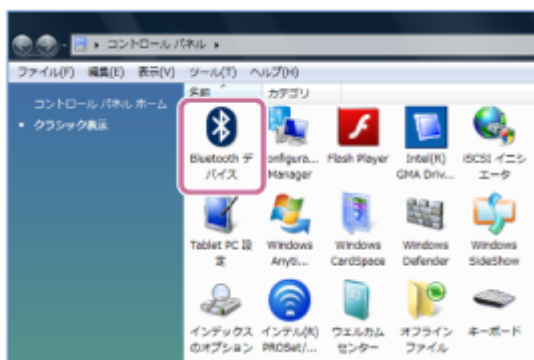 コントロール パネル
ファイル(F) 編集(E) 表示(V) ツール(T) ヘルプ(H)
名前 カテゴリ
コントロール パネル ホーム
クラシック表示
Bluetooth デ
バイス
onfigura...
Manager
Flash Player
Intel(R)
GMA Driv...
iSCSI イニシ
エータ
Tablet PC 設
定
Windows
Anyti...
Windows
CardSpace
Windows
Defender
Windows
SideShow
インデックス
のオプション
インテル(R)
PROSet/...
ウェルカム
センター
オフライン
ファイル
キーボード